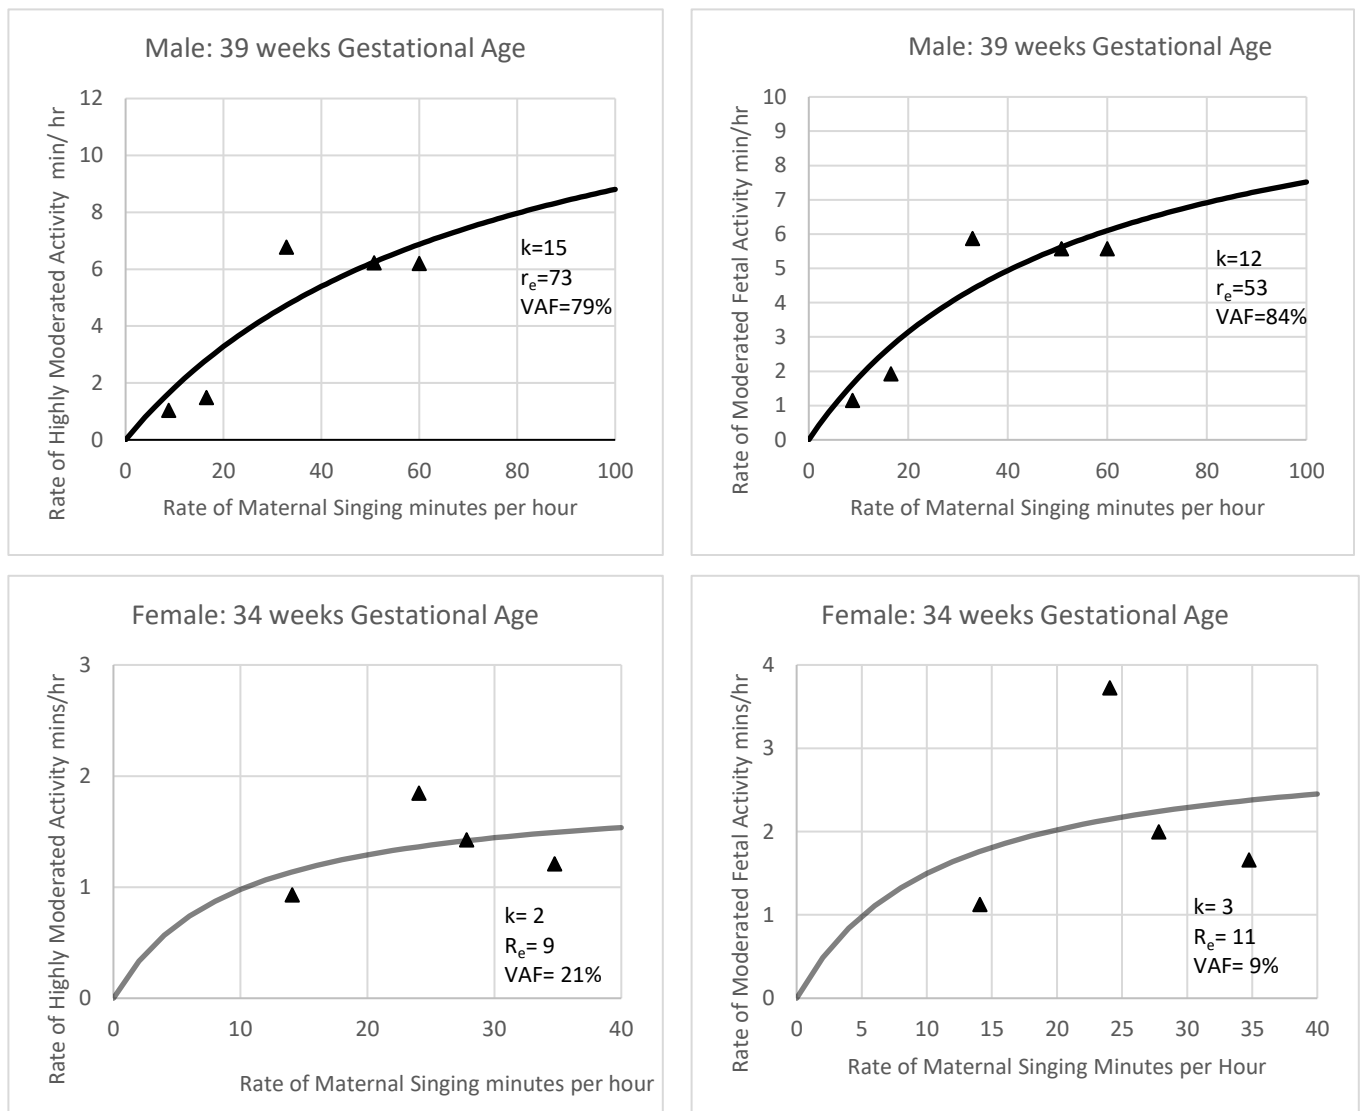 Male: 39 weeks Gestational Age
Rate of Highly Moderated Activity min/ hr
12
10
8
6
4
2
0
k=15
rₑ=73
VAF=79%
0 20 40 60 80 100
Rate of Maternal Singing minutes per hour
Male: 39 weeks Gestational Age
Rate of Moderated Fetal Activity min/hr
10
9
8
7
6
5
4
3
2
1
0
k=12
rₑ=53
VAF=84%
0 20 40 60 80 100
Rate of Maternal Singing minutes per hour
Female: 34 weeks Gestational Age
Rate of Highly Moderated Activity mins/hr
3
2
1
0
k= 2
Rₑ= 9
VAF= 21%
0 10 20 30 40
Rate of Maternal Singing minutes per hour
Female: 34 weeks Gestational Age
Rate of Moderated Fetal Activity mins/hr
4
3
2
1
0
k= 3
Rₑ= 11
VAF= 9%
0 5 10 15 20 25 30 35 40
Rate of Maternal Singing Minutes per Hour